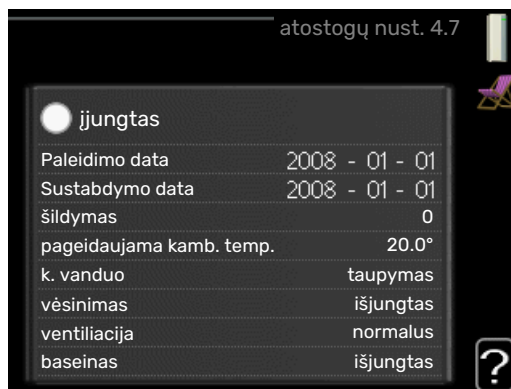 atostogų nust. 4.7
įjungtas
Paleidimo data 2008 - 01 - 01
Sustabdymo data 2008 - 01 - 01
šildymas 0
pageidaujama kamb. temp. 20.0°
k. vanduo taupymas
vėsinimas išjungtas
ventiliacija normalus
baseinas išjungtas
?